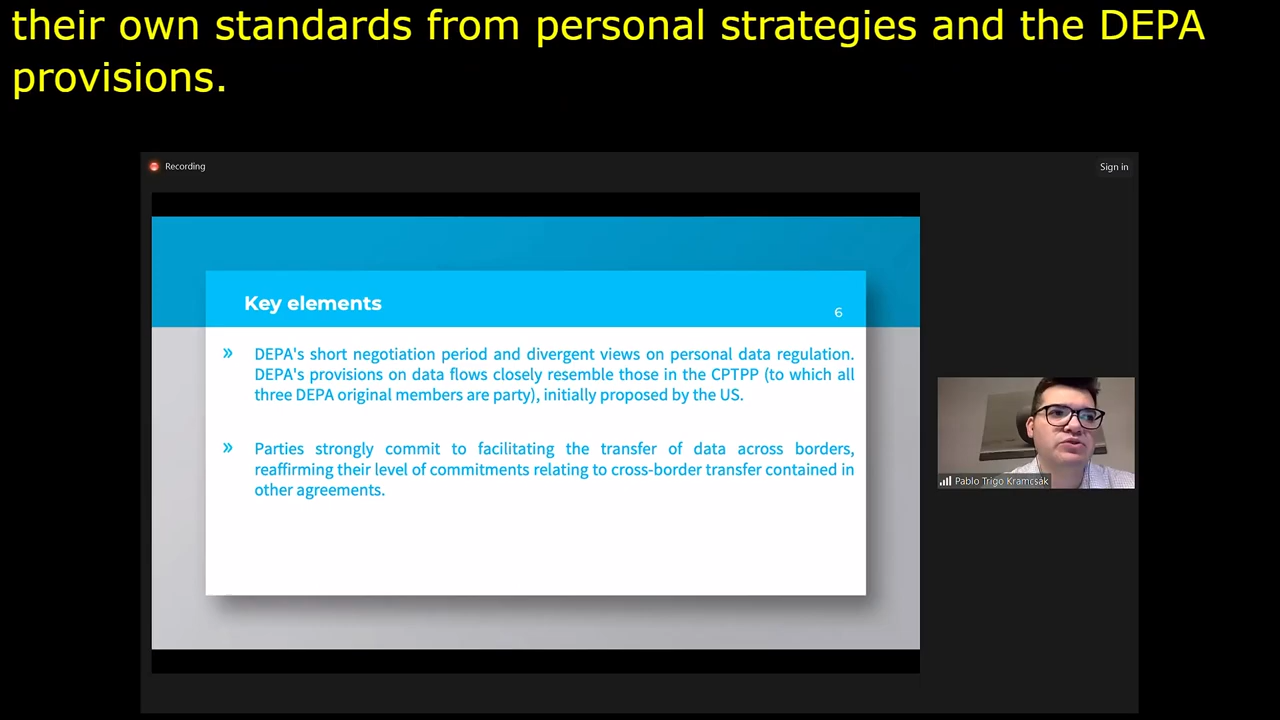 their own standards from personal strategies and the DEPA
provisions.
Recording
Sign in
Key elements
6
» DEPA's short negotiation period and divergent views on personal data regulation.
DEPA's provisions on data flows closely resemble those in the CPTPP (to which all
three DEPA original members are party), initially proposed by the US.
» Parties strongly commit to facilitating the transfer of data across borders,
reaffirming their level of commitments relating to cross-border transfer contained in
other agreements.
Pablo Trigo Kramcsák